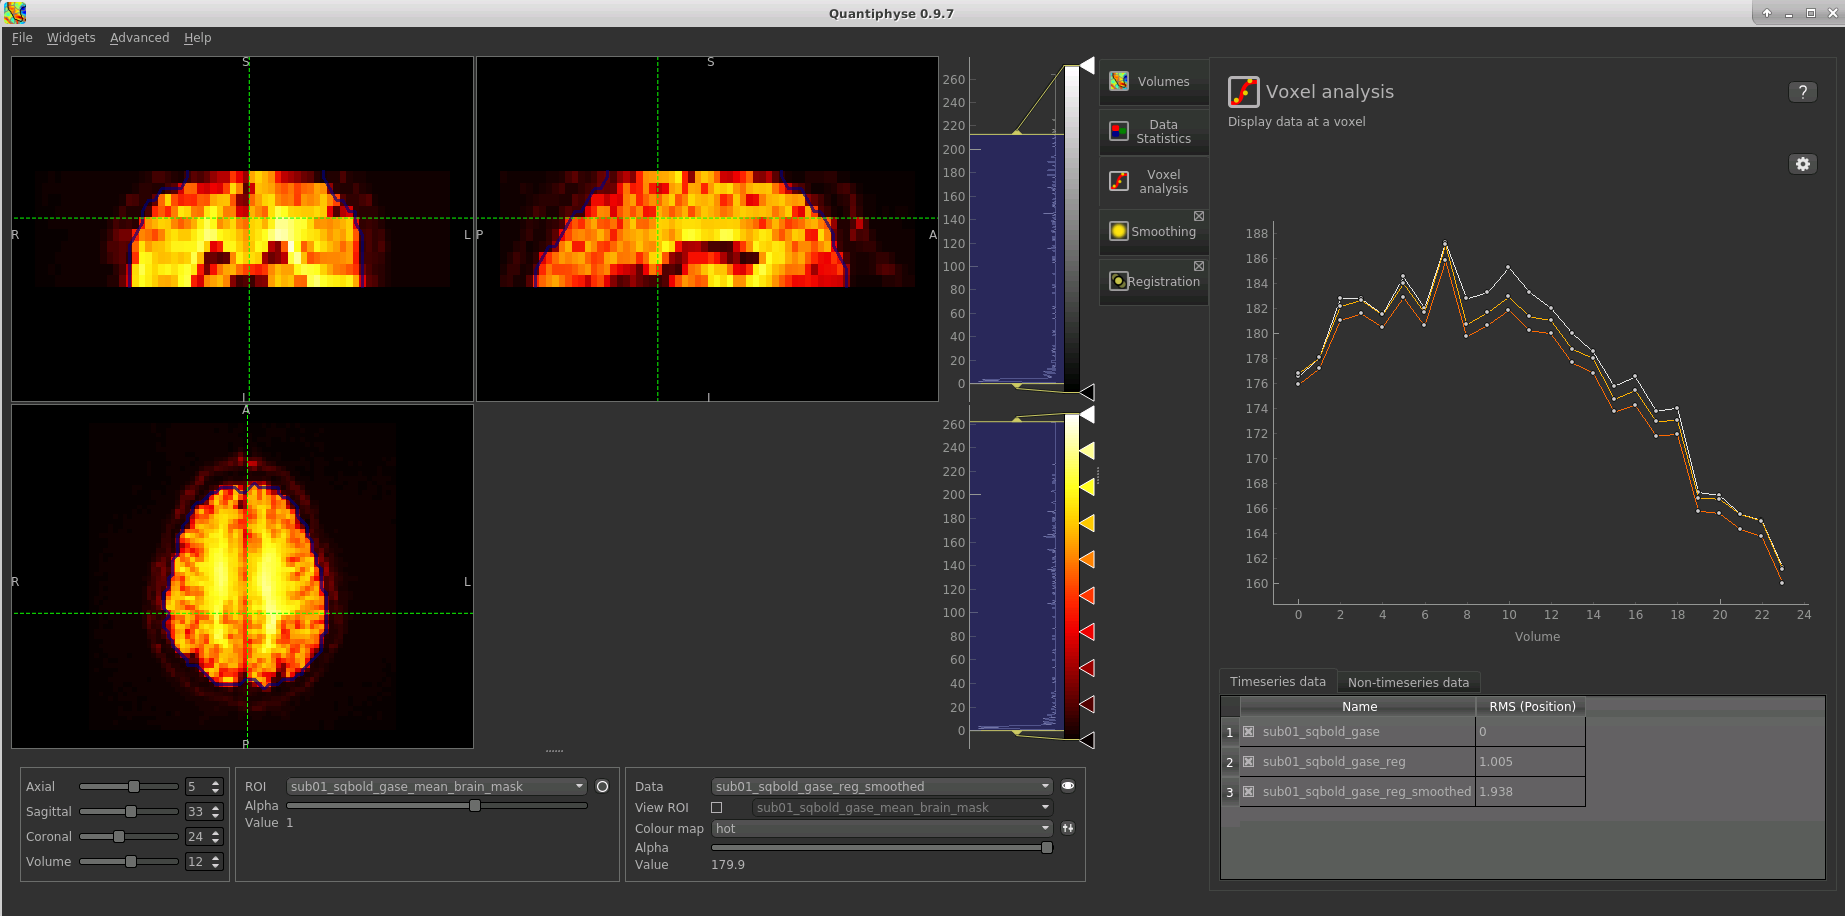 Quantiphyse 0.9.7
File Widgets Advanced Help
S
R
L
I
S
P
A
I
A
R
L
P
260
240
220
200
180
160
140
120
100
80
60
40
20
0
260
240
220
200
180
160
140
120
100
80
60
40
20
0
Volumes
Data
Statistics
Voxel
analysis
Smoothing
Registration
Voxel analysis
?
Display data at a voxel
188
186
184
182
180
178
176
174
172
170
168
166
164
162
160
0 2 4 6 8 10 12 14 16 18 20 22 24
Volume
Timeseries data Non-timeseries data
Name RMS (Position)
1 sub01_sqbold_gase 0
2 sub01_sqbold_gase_reg 1.005
3 sub01_sqbold_gase_reg_smoothed 1.938
Axial 5
Sagittal 33
Coronal 24
Volume 12
ROI sub01_sqbold_gase_mean_brain_mask
Alpha
Value 1
Data sub01_sqbold_gase_reg_smoothed
View ROI sub01_sqbold_gase_mean_brain_mask
Colour map hot
Alpha
Value 179.9